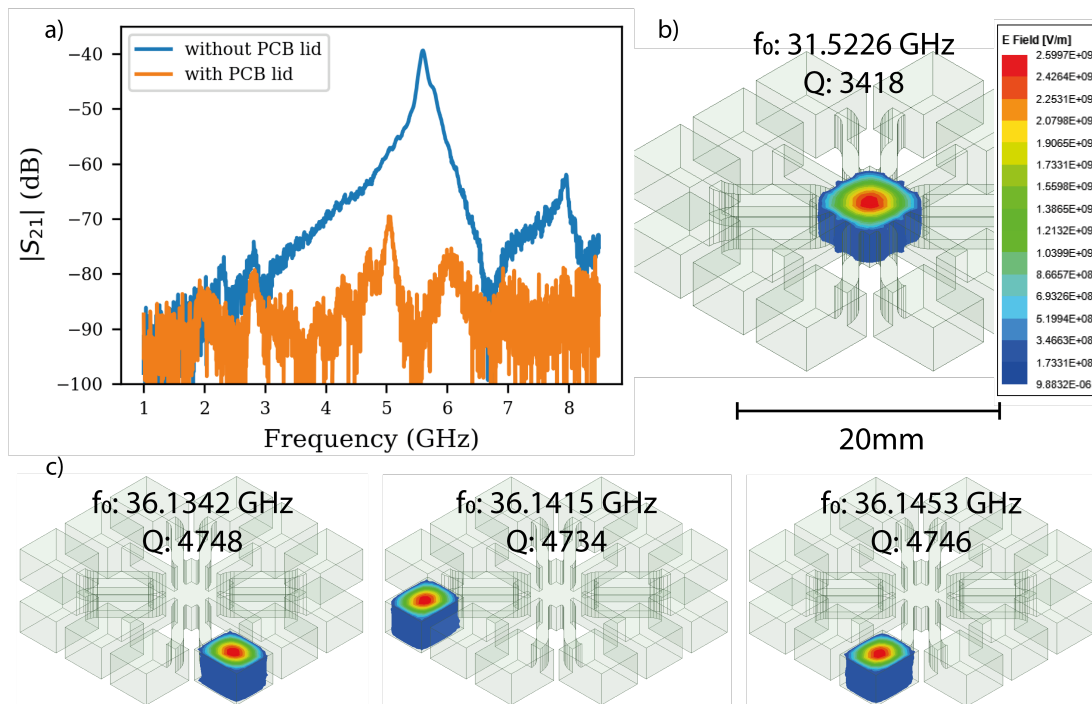 a)
without PCB lid
with PCB lid
−40
−50
−60
−70
−80
−90
−100
|S21| (dB)
1 2 3 4 5 6 7 8
Frequency (GHz)
b)
f₀: 31.5226 GHz
Q: 3418
E Field [V/m]
2.5997E+09
2.4264E+09
2.2531E+09
2.0798E+09
1.9065E+09
1.7331E+09
1.5598E+09
1.3865E+09
1.2132E+09
1.0399E+09
8.6657E+08
6.9326E+08
5.1994E+08
3.4663E+08
1.7331E+08
9.8832E-06
20mm
c)
f₀: 36.1342 GHz
Q: 4748
f₀: 36.1415 GHz
Q: 4734
f₀: 36.1453 GHz
Q: 4746